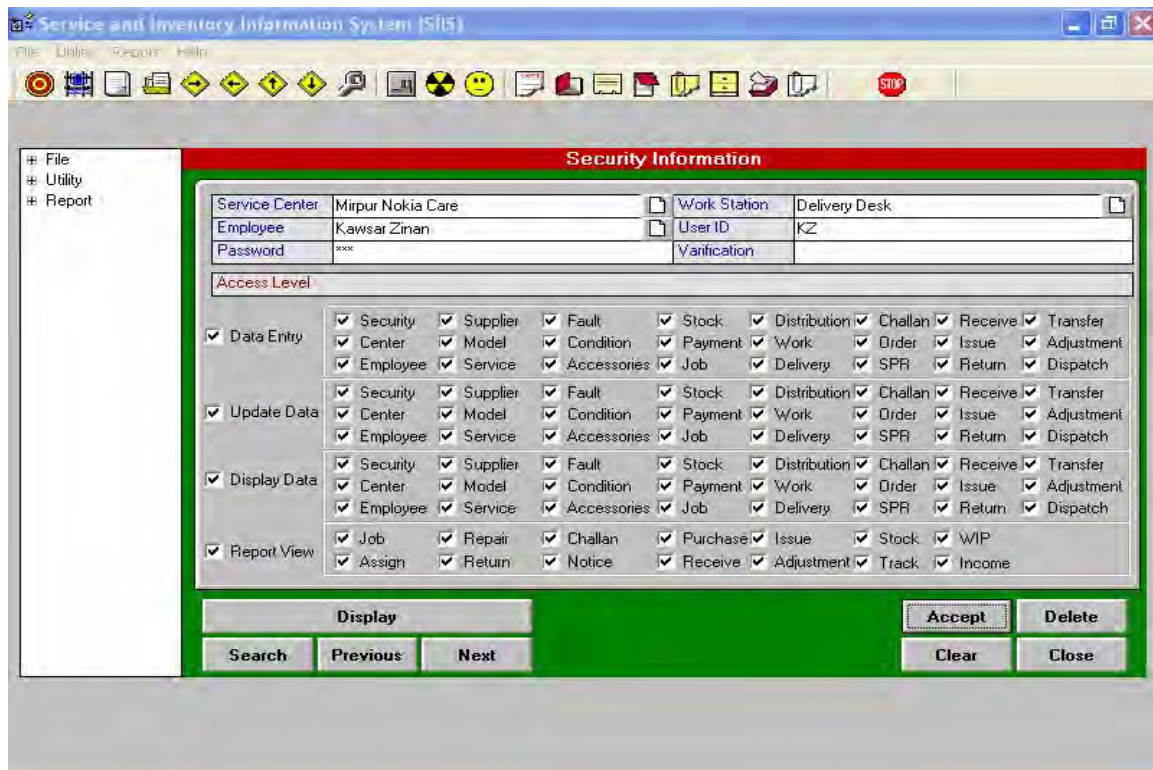 Service and Inventory Information System (SIIS)
File Utility Report Help
STOP
File
Utility
Report
Security Information
Service Center Mirpur Nokia Care Work Station Delivery Desk
Employee Kawsar Zinan User ID KZ
Password *** Varification
Access Level
Data Entry
Security Supplier Fault Stock Distribution Challan Receive Transfer
Center Model Condition Payment Work Order Issue Adjustment
Employee Service Accessories Job Delivery SPR Return Dispatch
Update Data
Security Supplier Fault Stock Distribution Challan Receive Transfer
Center Model Condition Payment Work Order Issue Adjustment
Employee Service Accessories Job Delivery SPR Return Dispatch
Display Data
Security Supplier Fault Stock Distribution Challan Receive Transfer
Center Model Condition Payment Work Order Issue Adjustment
Employee Service Accessories Job Delivery SPR Return Dispatch
Report View
Job Repair Challan Purchase Issue Stock WIP
Assign Return Notice Receive Adjustment Track Income
Display Accept Delete
Search Previous Next Clear Close